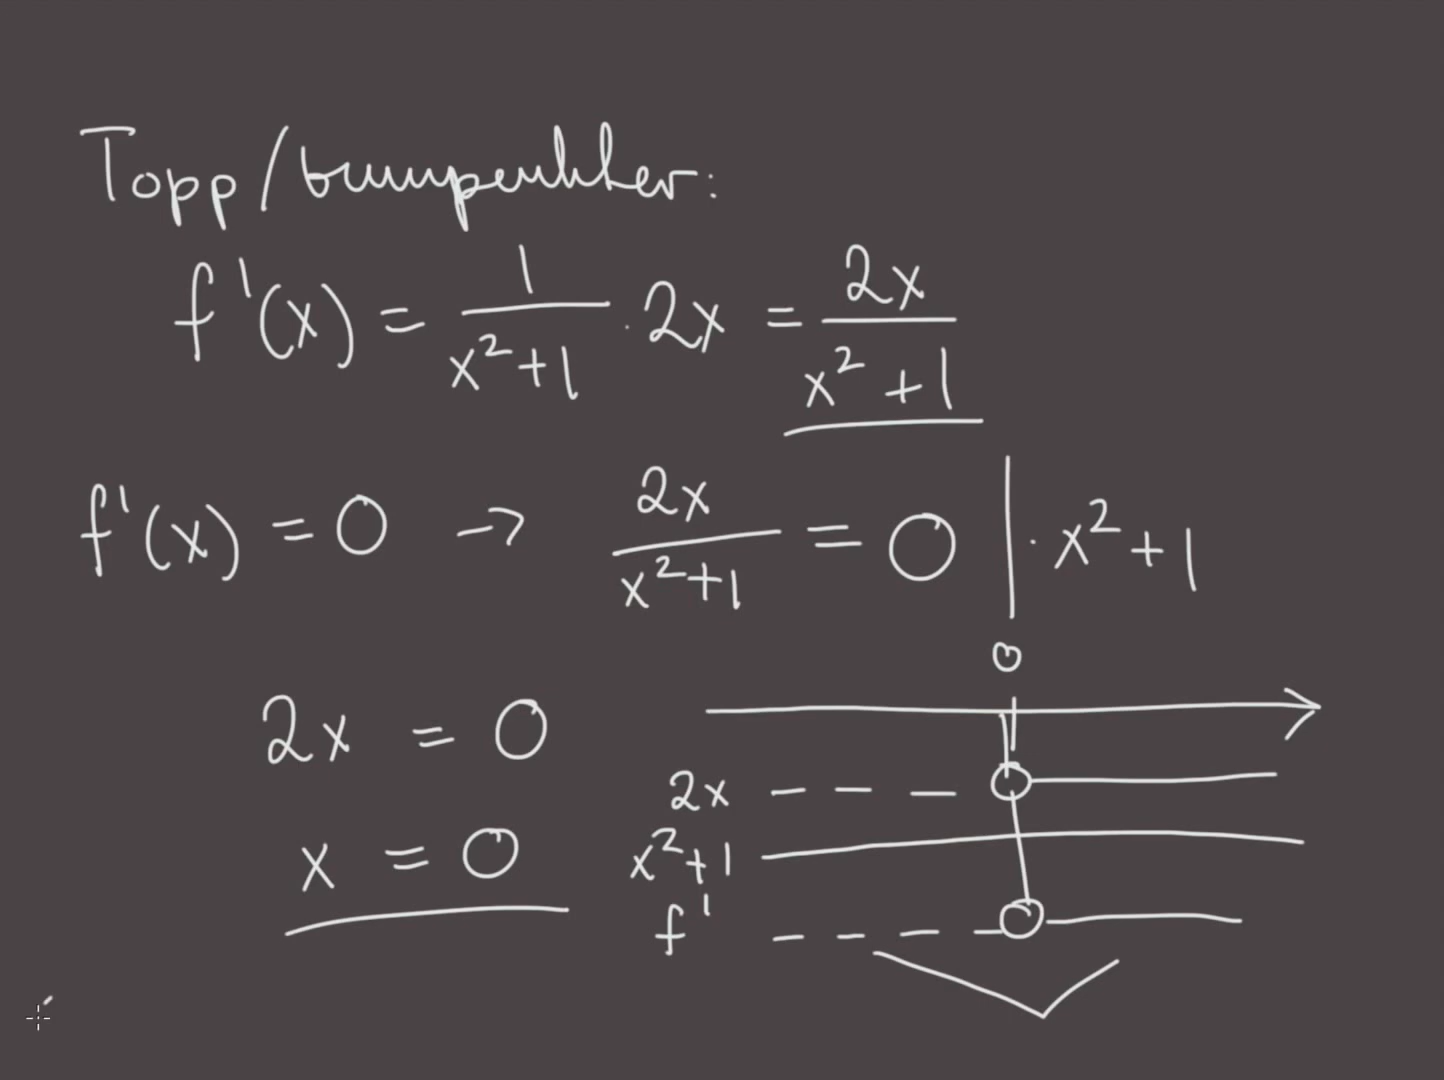 Topp/bunnpunkter:
f'(x) = 1/(x²+1) · 2x = 2x/(x²+1)
f'(x) = 0 → 2x/(x²+1) = 0 | · x²+1
0
2x = 0
2x
x²+1
x = 0
f'